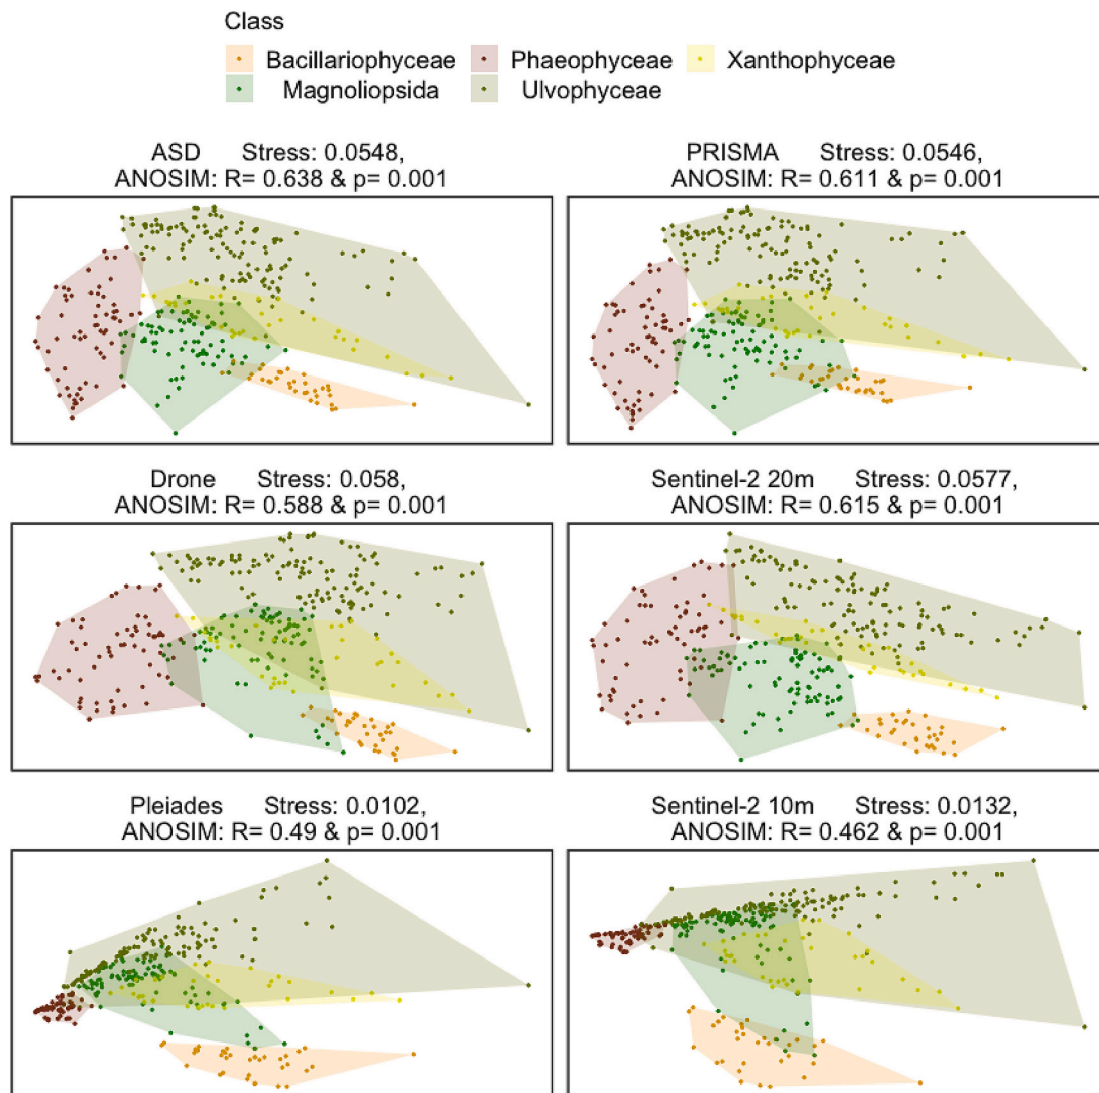 Class
Bacillariophyceae Phaeophyceae Xanthophyceae
Magnoliopsida Ulvophyceae
ASD Stress: 0.0548,
ANOSIM: R= 0.638 & p= 0.001
PRISMA Stress: 0.0546,
ANOSIM: R= 0.611 & p= 0.001
Drone Stress: 0.058,
ANOSIM: R= 0.588 & p= 0.001
Sentinel-2 20m Stress: 0.0577,
ANOSIM: R= 0.615 & p= 0.001
Pleiades Stress: 0.0102,
ANOSIM: R= 0.49 & p= 0.001
Sentinel-2 10m Stress: 0.0132,
ANOSIM: R= 0.462 & p= 0.001